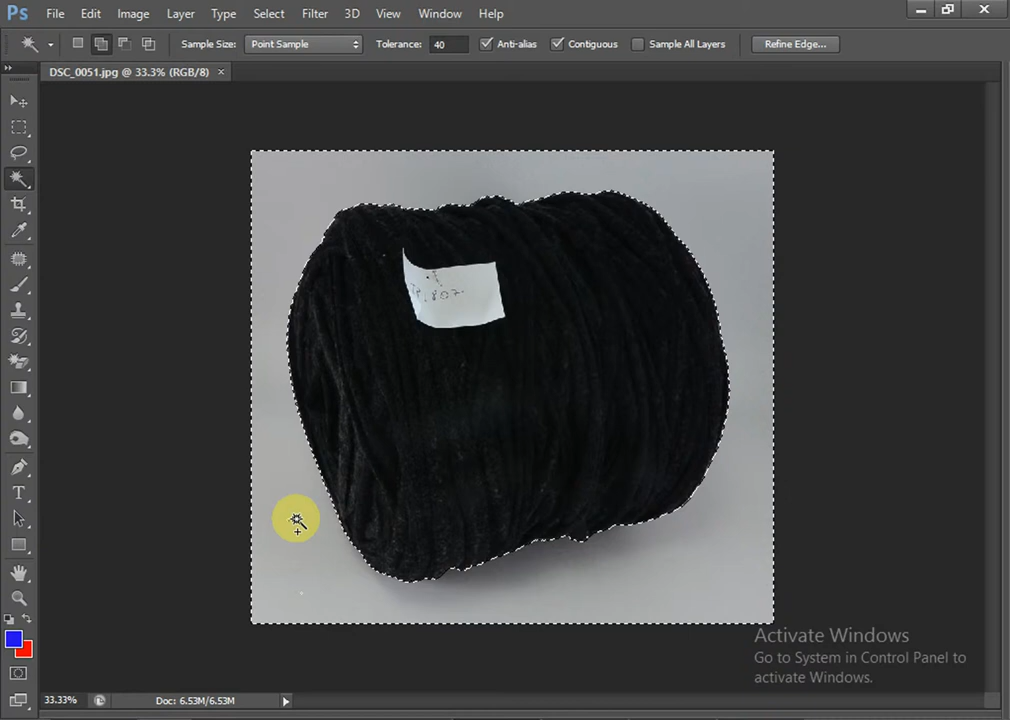 Ps File Edit Image Layer Type Select Filter 3D View Window Help
Sample Size: Point Sample Tolerance: 40 Anti-alias Contiguous Sample All Layers Refine Edge...
DSC_0051.jpg @ 33.3% (RGB/8) ×
T
Activate Windows
Go to System in Control Panel to
activate Windows.
33.33% Doc: 6.53M/6.53M